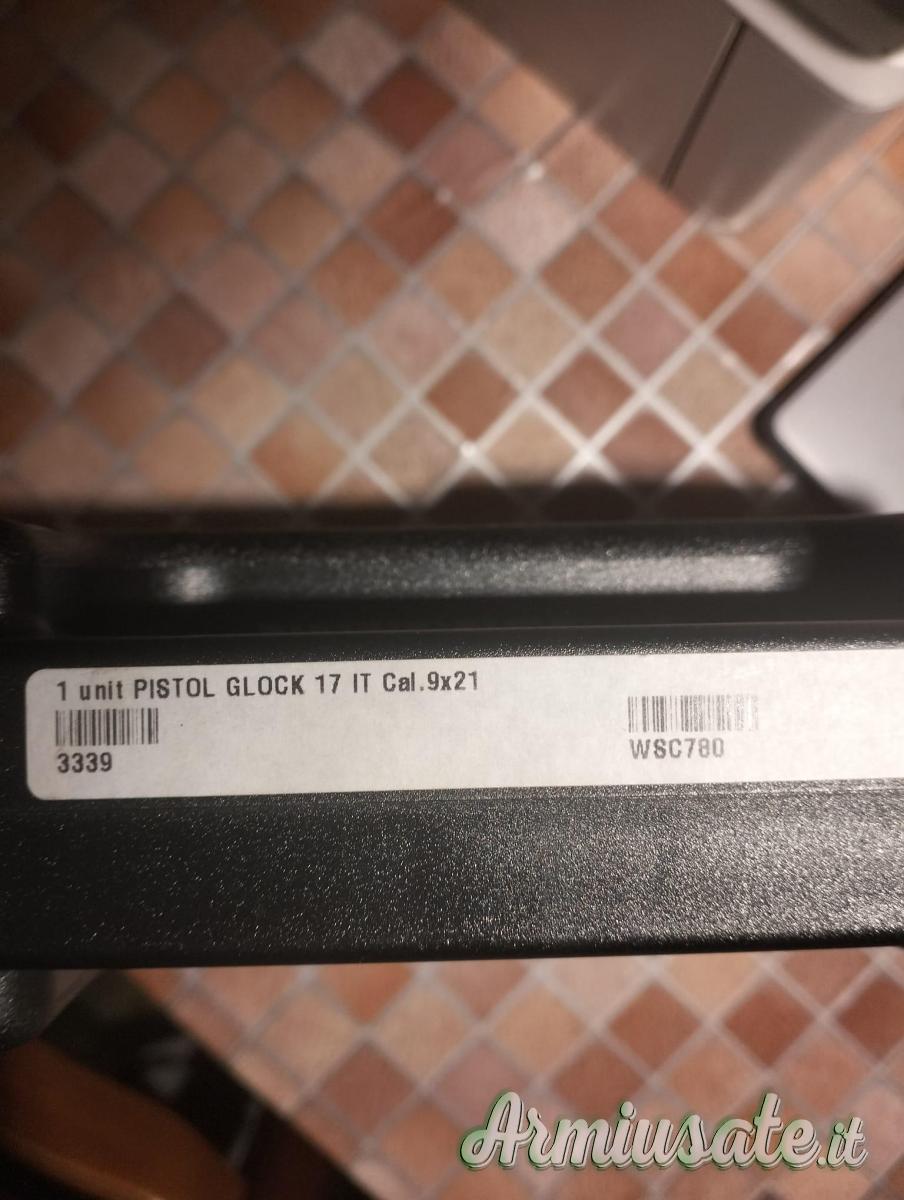 1 unit PISTOL GLOCK 17 IT Cal.9x21
3339
WSC780
Armiusate.it